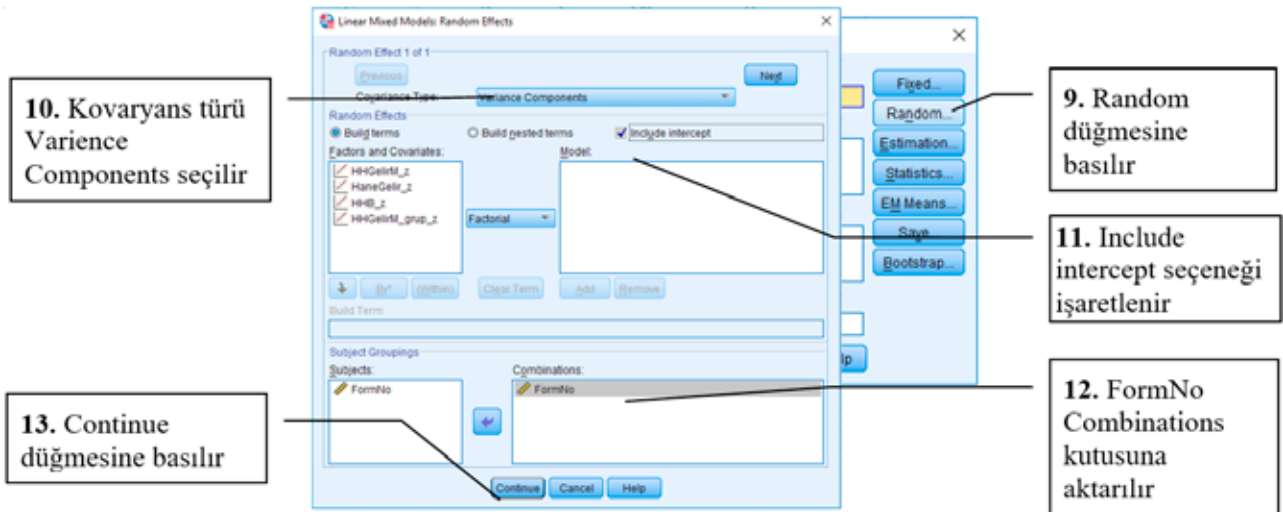 Linear Mixed Models: Random Effects
Random Effect 1 of 1
Previous
Next
Covariance Type:
Variance Components
Random Effects
Build terms
Build nested terms
Include intercept
Factors and Covariates:
Model:
HHGelirM_z
HaneGelir_z
HHB_z
HHGelirM_grup_z
Factorial
By*
(Within)
Clear Term
Add
Remove
Build Term:
Subject Groupings
Subjects:
Combinations:
FormNo
FormNo
Continue
Cancel
Help
Fixed...
Random...
Estimation...
Statistics...
EM Means...
Save...
Bootstrap...
lp
10. Kovaryans türü
Varience
Components seçilir
13. Continue
düğmesine basılır
9. Random
düğmesine
basılır
11. Include
intercept seçeneği
işaretlenir
12. FormNo
Combinations
kutusuna
aktarılır